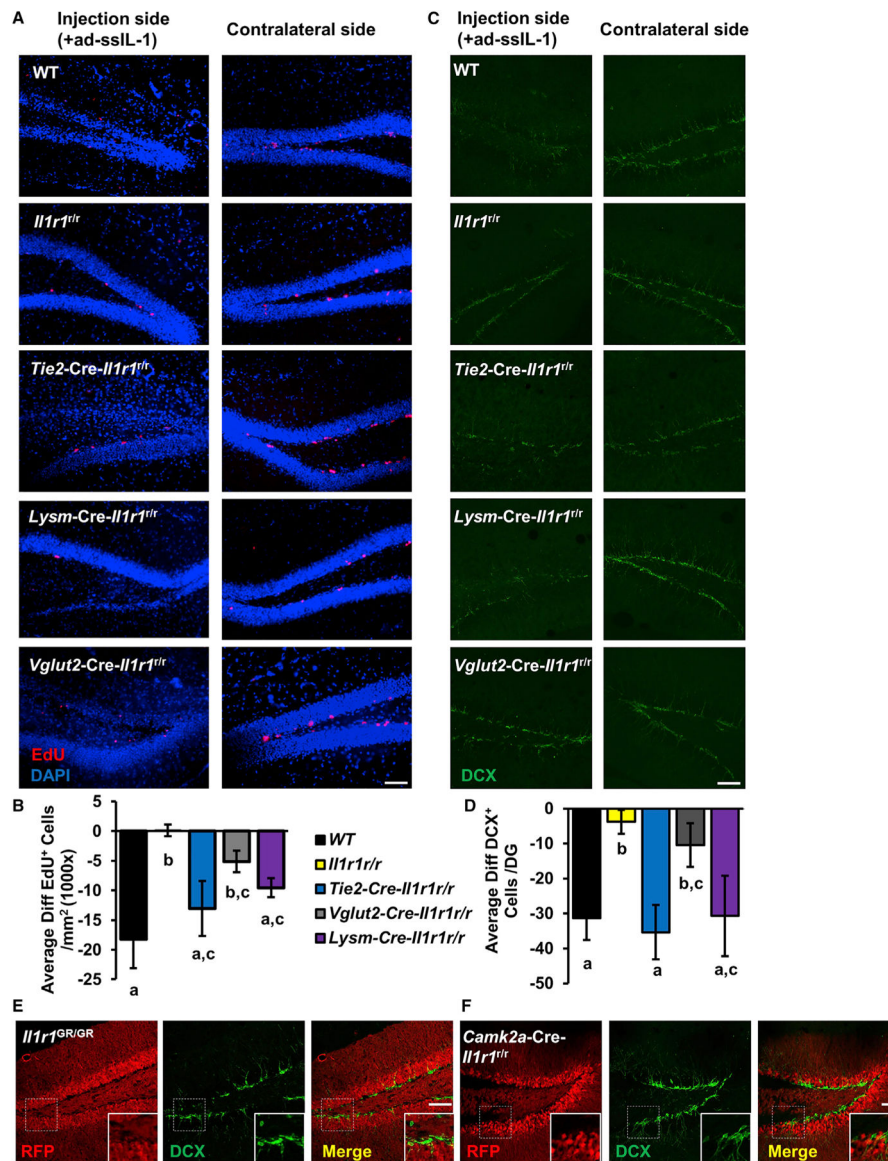 A
Injection side
(+ad-ssIL-1)
Contralateral side
C
Injection side
(+ad-ssIL-1)
Contralateral side
WT
WT
Il1r1r/r
Il1r1r/r
Tie2-Cre-Il1r1r/r
Tie2-Cre-Il1r1r/r
Lysm-Cre-Il1r1r/r
Lysm-Cre-Il1r1r/r
Vglut2-Cre-Il1r1r/r
EdU
DAPI
Vglut2-Cre-Il1r1r/r
DCX
B
Average Diff EdU+ Cells
/mm2 (1000x)
5
0
-5
-10
-15
-20
-25
a
b
a,c
b,c
a,c
WT
Il1r1r/r
Tie2-Cre-Il1r1r/r
Vglut2-Cre-Il1r1r/r
Lysm-Cre-Il1r1r/r
D
Average Diff DCX+
Cells /DG
0
-10
-20
-30
-40
-50
a
b
a
b,c
a,c
E
Il1r1GR/GR
RFP
DCX
Merge
F
Camk2a-Cre-
Il1r1r/r
RFP
DCX
Merge